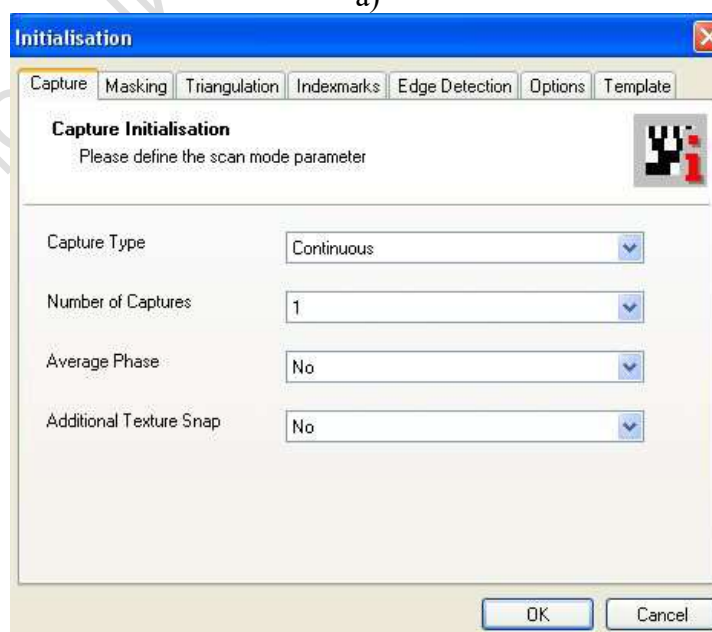 a)
Initialisation
Capture Masking Triangulation Indexmarks Edge Detection Options Template
Capture Initialisation
Please define the scan mode parameter
Capture Type Continuous
Number of Captures 1
Average Phase No
Additional Texture Snap No
OK Cancel